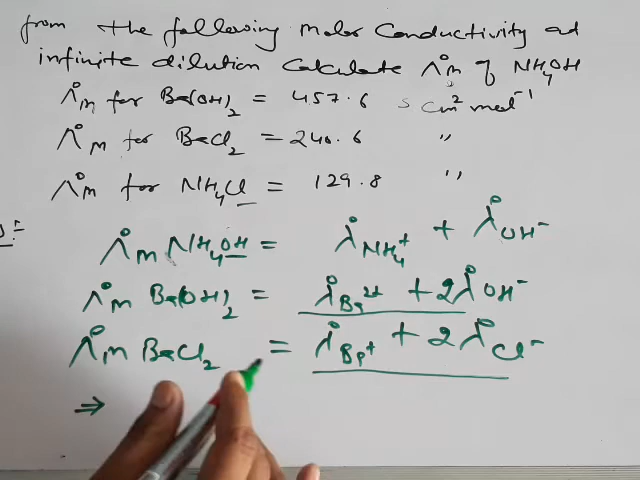 from the following molar Conductivity at
infinite dilution Calculate Λ°m of NH4OH
Λ°m for Ba(OH)2 = 457.6 S cm² mol⁻¹
Λ°m for BaCl2 = 240.6 "
Λ°m for NH4Cl = 129.8 "
Λ°m NH4OH = λ°NH4⁺ + λ°OH⁻
Λ°m Ba(OH)2 = λ°Ba²⁺ + 2λ°OH⁻
Λ°m BaCl2 = λ°Ba²⁺ + 2λ°Cl⁻
⇒